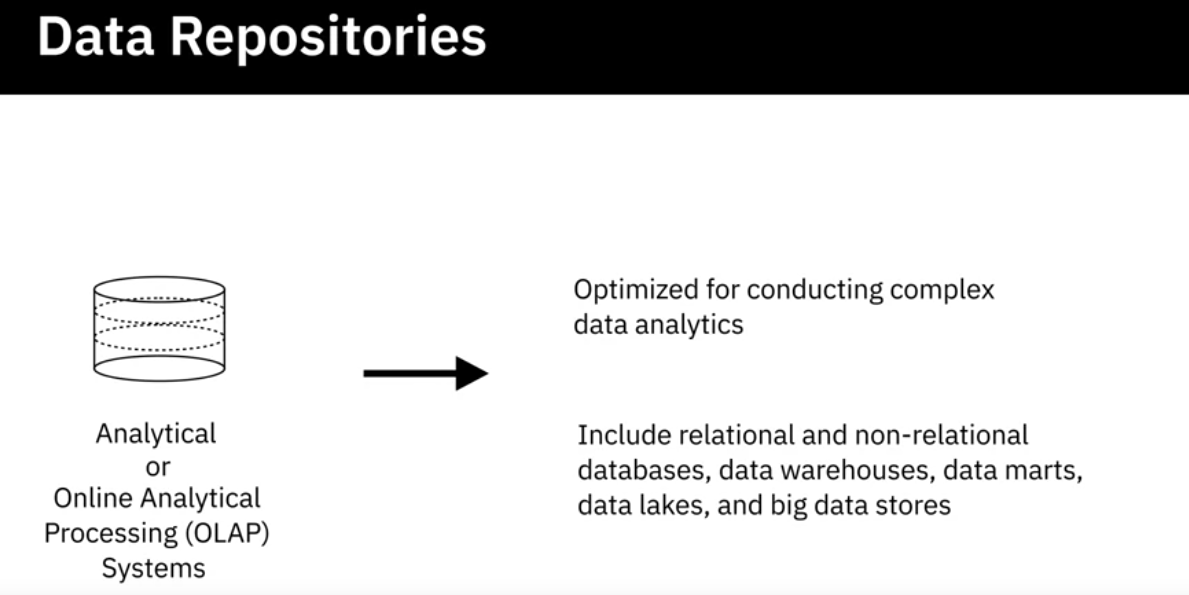 Data Repositories
Analytical
or
Online Analytical
Processing (OLAP)
Systems
Optimized for conducting complex
data analytics
Include relational and non-relational
databases, data warehouses, data marts,
data lakes, and big data stores